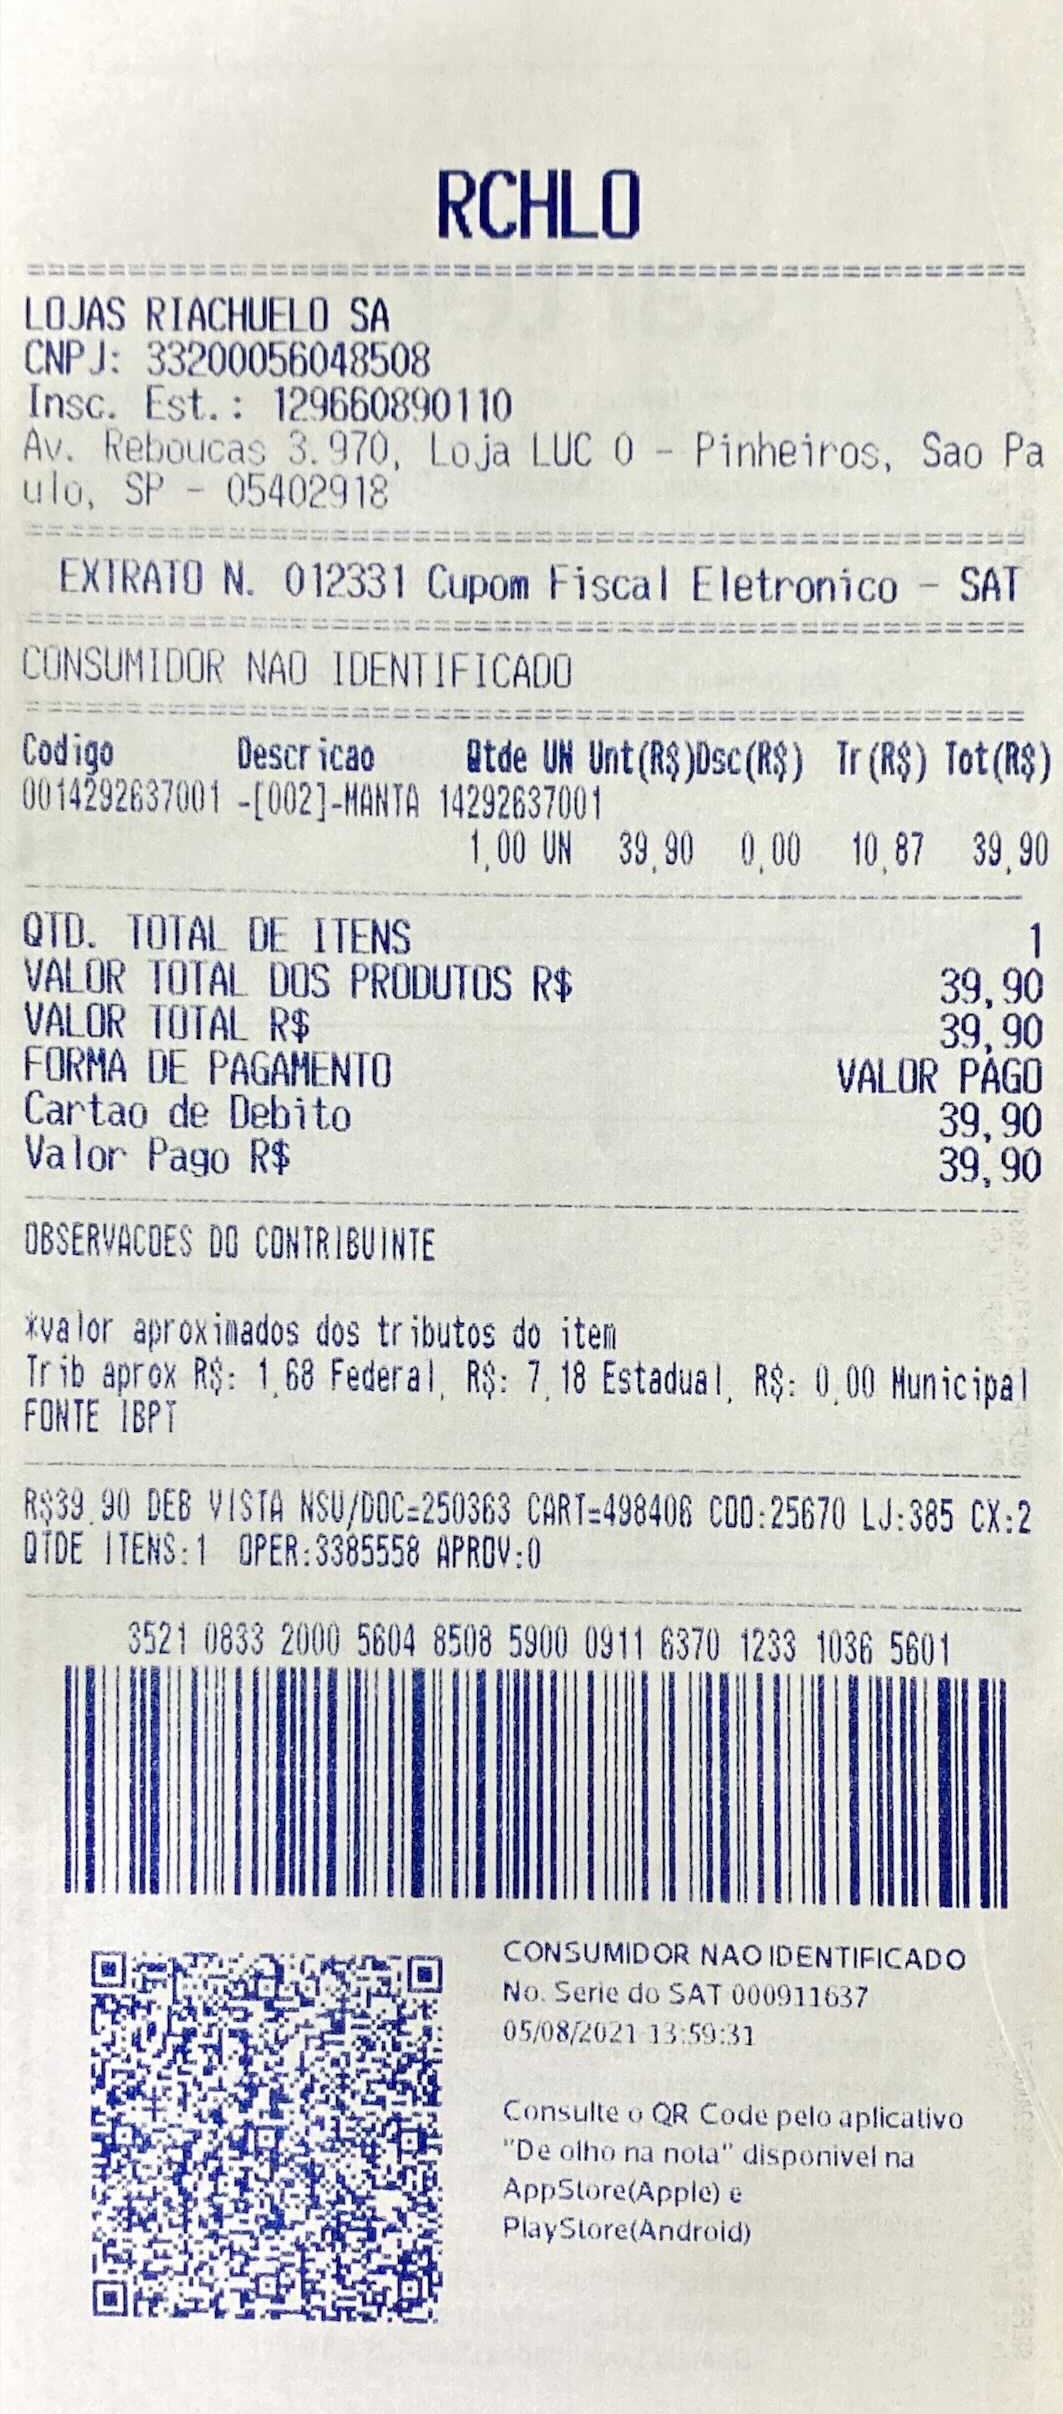 RCHLO
LOJAS RIACHUELO SA
CNPJ: 33200056048508
Insc. Est.: 129660890110
Av. Reboucas 3.970, Loja LUC 0 - Pinheiros, Sao Pa
ulo, SP - 05402918
EXTRATO N. 012331 Cupom Fiscal Eletronico - SAT
CONSUMIDOR NAO IDENTIFICADO
Codigo Descricao Qtde UN Unt(R$)Dsc(R$) Tr(R$) Tot(R$)
0014292637001 -[002]-MANTA 14292637001
1,00 UN 39,90 0,00 10,87 39,90
QTD. TOTAL DE ITENS 1
VALOR TOTAL DOS PRODUTOS R$ 39,90
VALOR TOTAL R$ 39,90
FORMA DE PAGAMENTO VALOR PAGO
Cartao de Debito 39,90
Valor Pago R$ 39,90
OBSERVACOES DO CONTRIBUINTE
*valor aproximados dos tributos do item
Trib aprox R$: 1,68 Federal, R$: 7,18 Estadual, R$: 0,00 Municipal
FONTE IBPT
R$39,90 DEB VISTA NSU/DOC=250363 CART=498406 COO:25670 LJ:385 CX:2
QTDE ITENS:1 OPER:3385558 APROV:0
3521 0833 2000 5604 8508 5900 0911 6370 1233 1036 5601
CONSUMIDOR NAO IDENTIFICADO
No. Serie do SAT 000911637
05/08/2021 13:59:31
Consulte o QR Code pelo aplicativo
"De olho na nota" disponivel na
AppStore(Apple) e
PlayStore(Android)